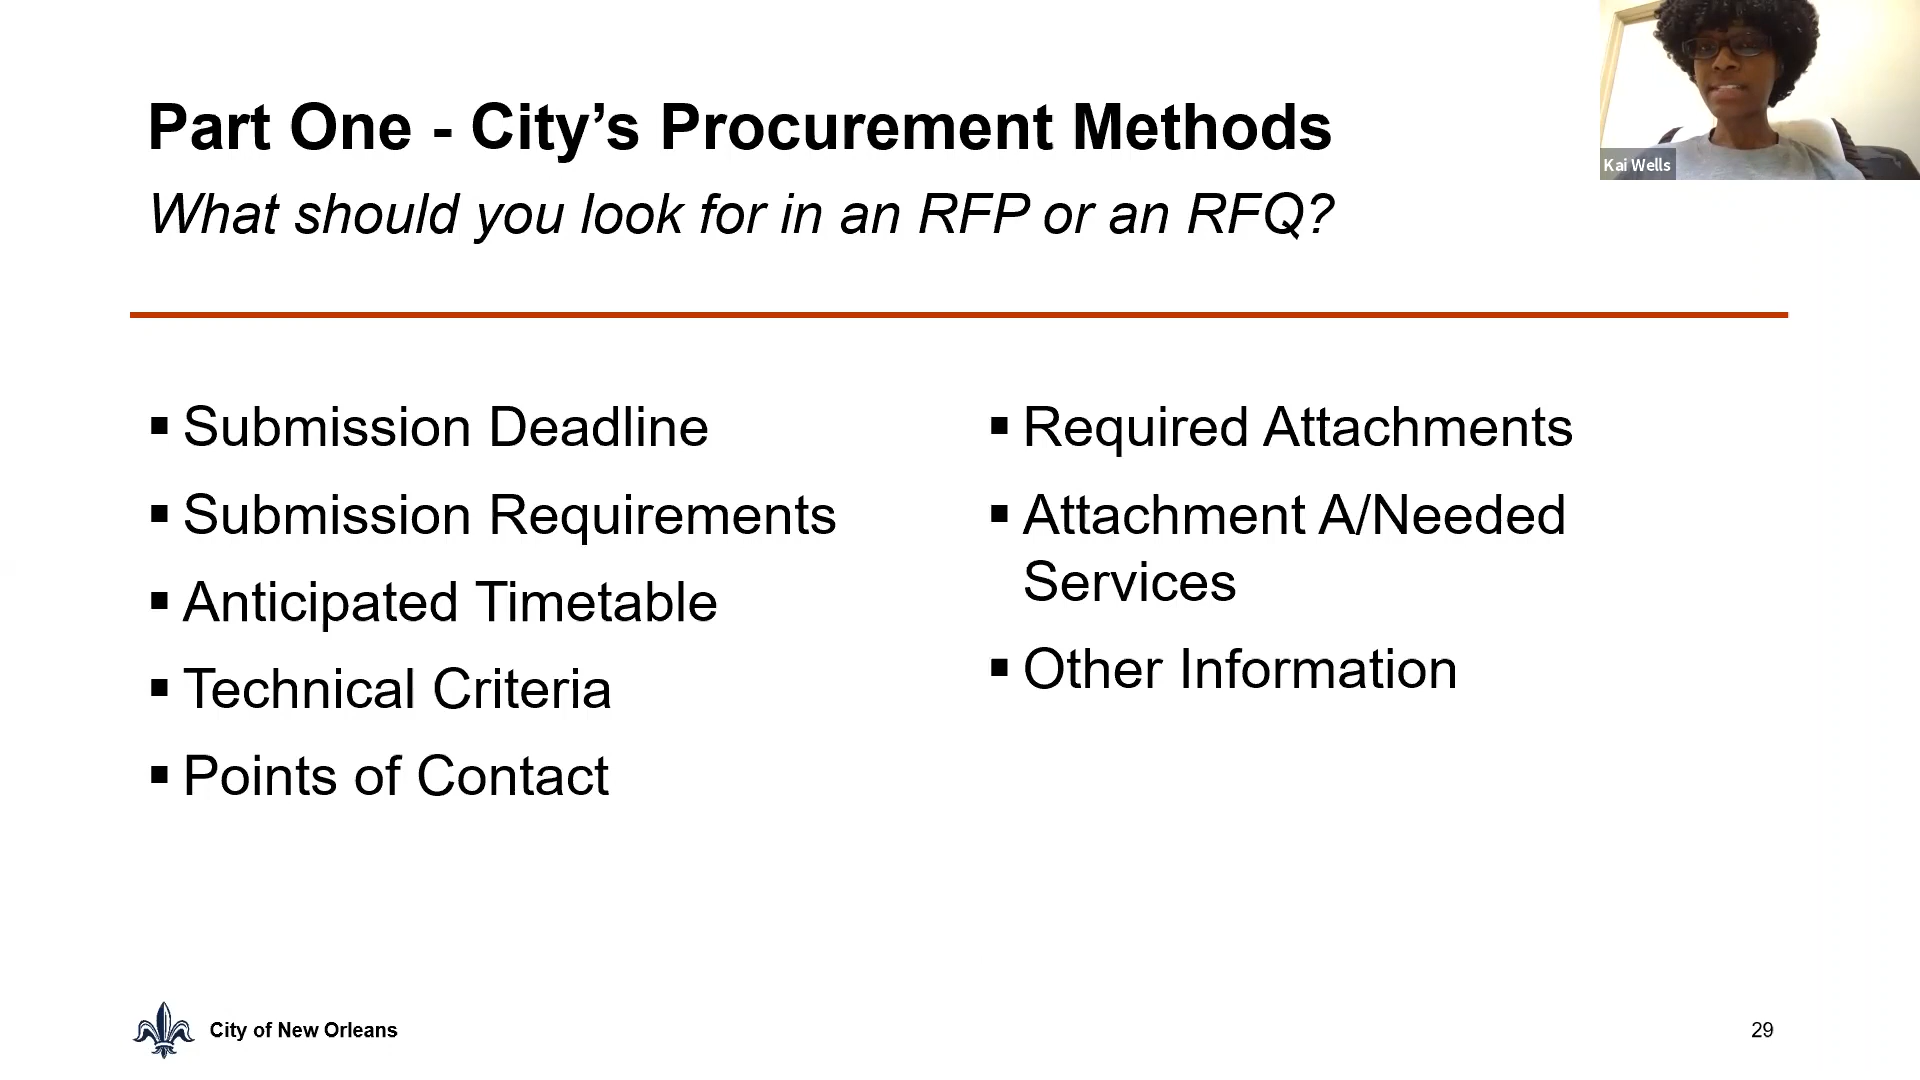 Part One - City’s Procurement Methods
What should you look for in an RFP or an RFQ?
Kai Wells
▪ Submission Deadline
▪ Submission Requirements
▪ Anticipated Timetable
▪ Technical Criteria
▪ Points of Contact
▪ Required Attachments
▪ Attachment A/Needed
Services
▪ Other Information
City of New Orleans
29